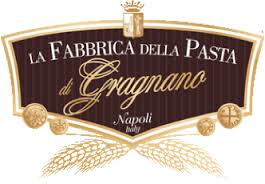 LA FABBRICA DELLA PASTA
di Gragnano
Napoli
Italy